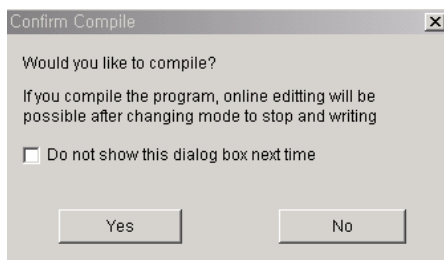 Confirm Compile
Would you like to compile?
If you compile the program, online editting will be
possible after changing mode to stop and writing
Do not show this dialog box next time
Yes
No